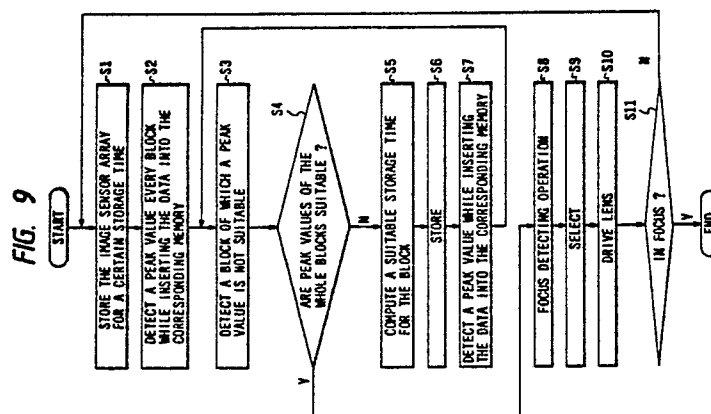 FIG. 9
START
STORE THE IMAGE SENSOR ARRAY
FOR A CERTAIN STORAGE TIME
S1
DETECT A PEAK VALUE EVERY BLOCK
WHILE INSERTING THE DATA INTO THE
CORRESPONDING MEMORY
S2
DETECT A BLOCK OF WHICH A PEAK
VALUE IS NOT SUITABLE
S3
ARE PEAK VALUES OF THE
WHOLE BLOCKS SUITABLE ?
S4
Y
N
COMPUTE A SUITABLE STORAGE TIME
FOR THE BLOCK
S5
STORE
S6
DETECT A PEAK VALUE WHILE INSERTING
THE DATA INTO THE CORRESPONDING MEMORY
S7
FOCUS DETECTING OPERATION
S8
SELECT
S9
DRIVE LENS
S10
IN FOCUS ?
S11
N
Y
END